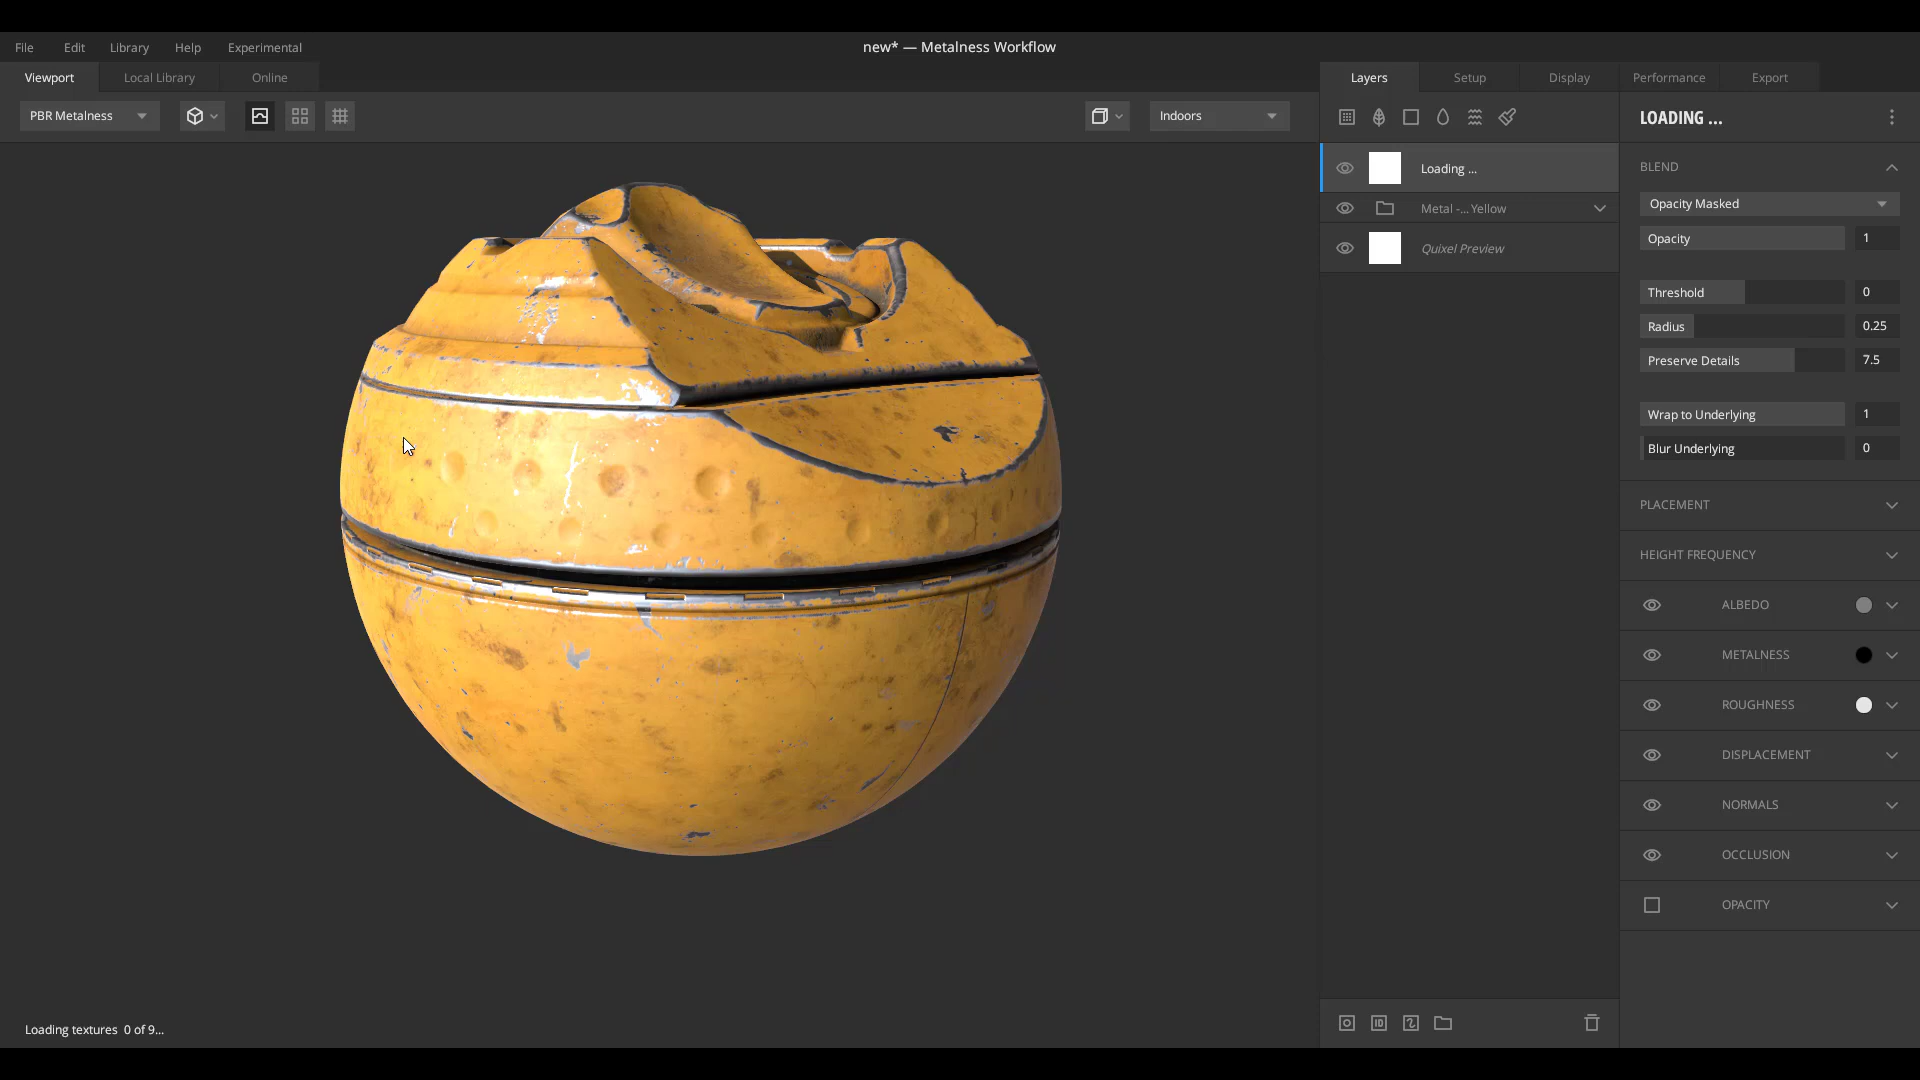 File Edit Library Help Experimental
new* — Metalness Workflow
Viewport Local Library Online
Layers Setup Display Performance Export
PBR Metalness
Indoors
LOADING ...
Loading ...
Metal -... Yellow
Quixel Preview
BLEND
Opacity Masked
Opacity 1
Threshold 0
Radius 0.25
Preserve Details 7.5
Wrap to Underlying 1
Blur Underlying 0
PLACEMENT
HEIGHT FREQUENCY
ALBEDO
METALNESS
ROUGHNESS
DISPLACEMENT
NORMALS
OCCLUSION
OPACITY
Loading textures 0 of 9...
ID